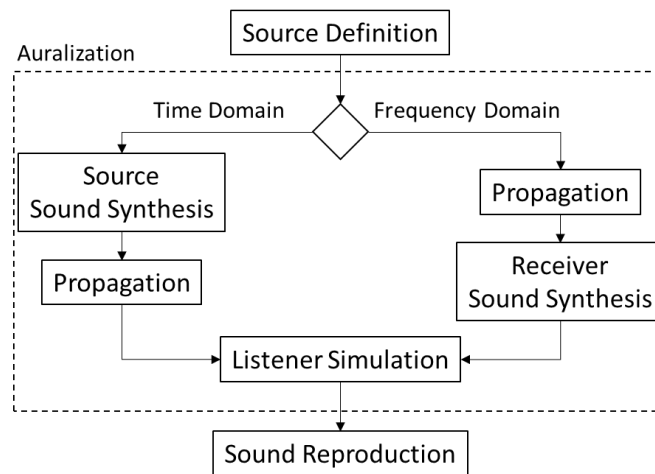 Source Definition
Auralization
Time Domain
Frequency Domain
Source
Sound Synthesis
Propagation
Propagation
Receiver
Sound Synthesis
Listener Simulation
Sound Reproduction